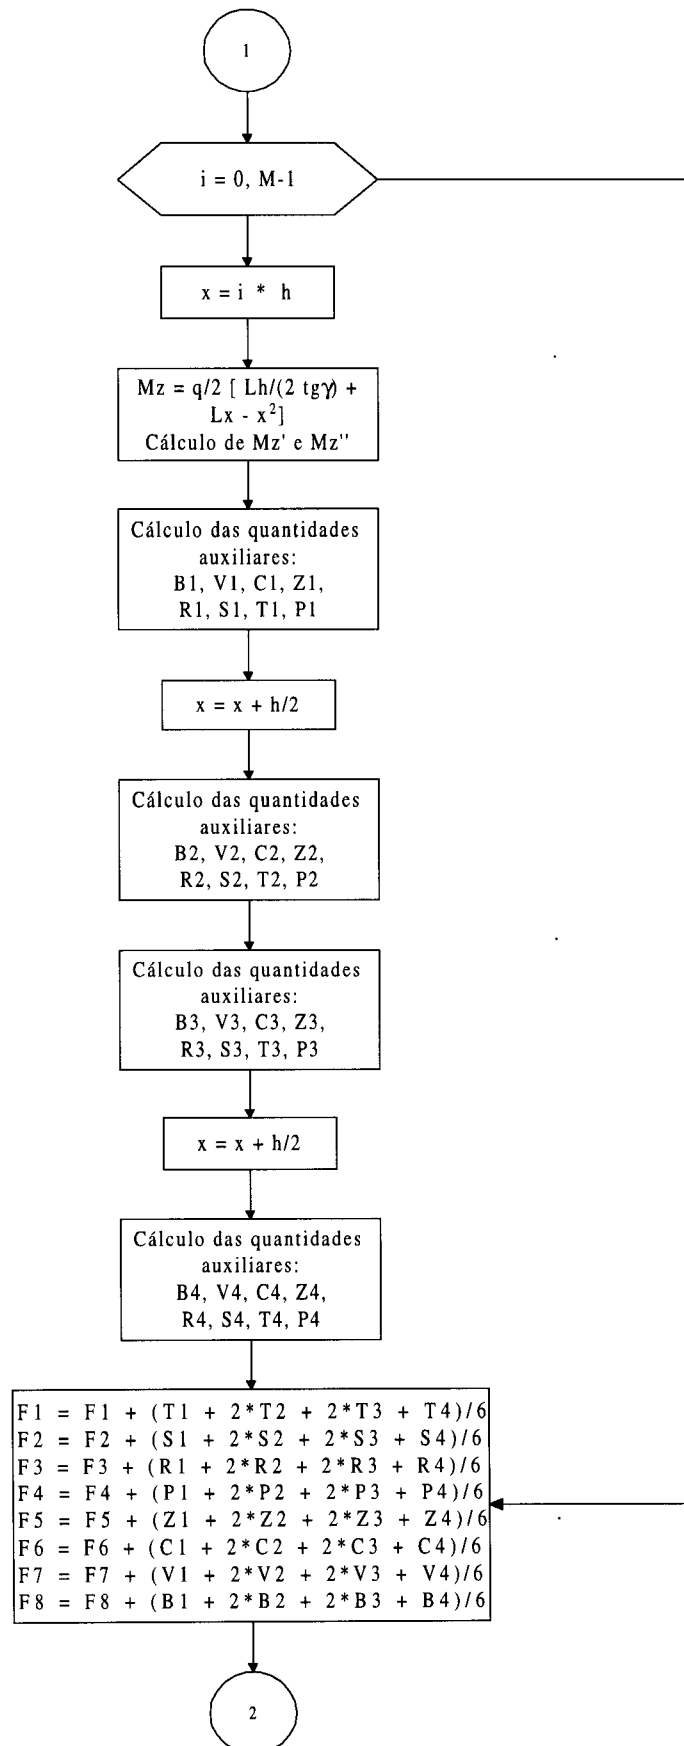 1
i = 0, M-1
x = i * h
Mz = q/2 [ Lh/(2 tgγ) +
Lx - x²]
Cálculo de Mz' e Mz''
Cálculo das quantidades
auxiliares:
B1, V1, C1, Z1,
R1, S1, T1, P1
x = x + h/2
Cálculo das quantidades
auxiliares:
B2, V2, C2, Z2,
R2, S2, T2, P2
Cálculo das quantidades
auxiliares:
B3, V3, C3, Z3,
R3, S3, T3, P3
x = x + h/2
Cálculo das quantidades
auxiliares:
B4, V4, C4, Z4,
R4, S4, T4, P4
F1 = F1 + (T1 + 2*T2 + 2*T3 + T4)/6
F2 = F2 + (S1 + 2*S2 + 2*S3 + S4)/6
F3 = F3 + (R1 + 2*R2 + 2*R3 + R4)/6
F4 = F4 + (P1 + 2*P2 + 2*P3 + P4)/6
F5 = F5 + (Z1 + 2*Z2 + 2*Z3 + Z4)/6
F6 = F6 + (C1 + 2*C2 + 2*C3 + C4)/6
F7 = F7 + (V1 + 2*V2 + 2*V3 + V4)/6
F8 = F8 + (B1 + 2*B2 + 2*B3 + B4)/6
2